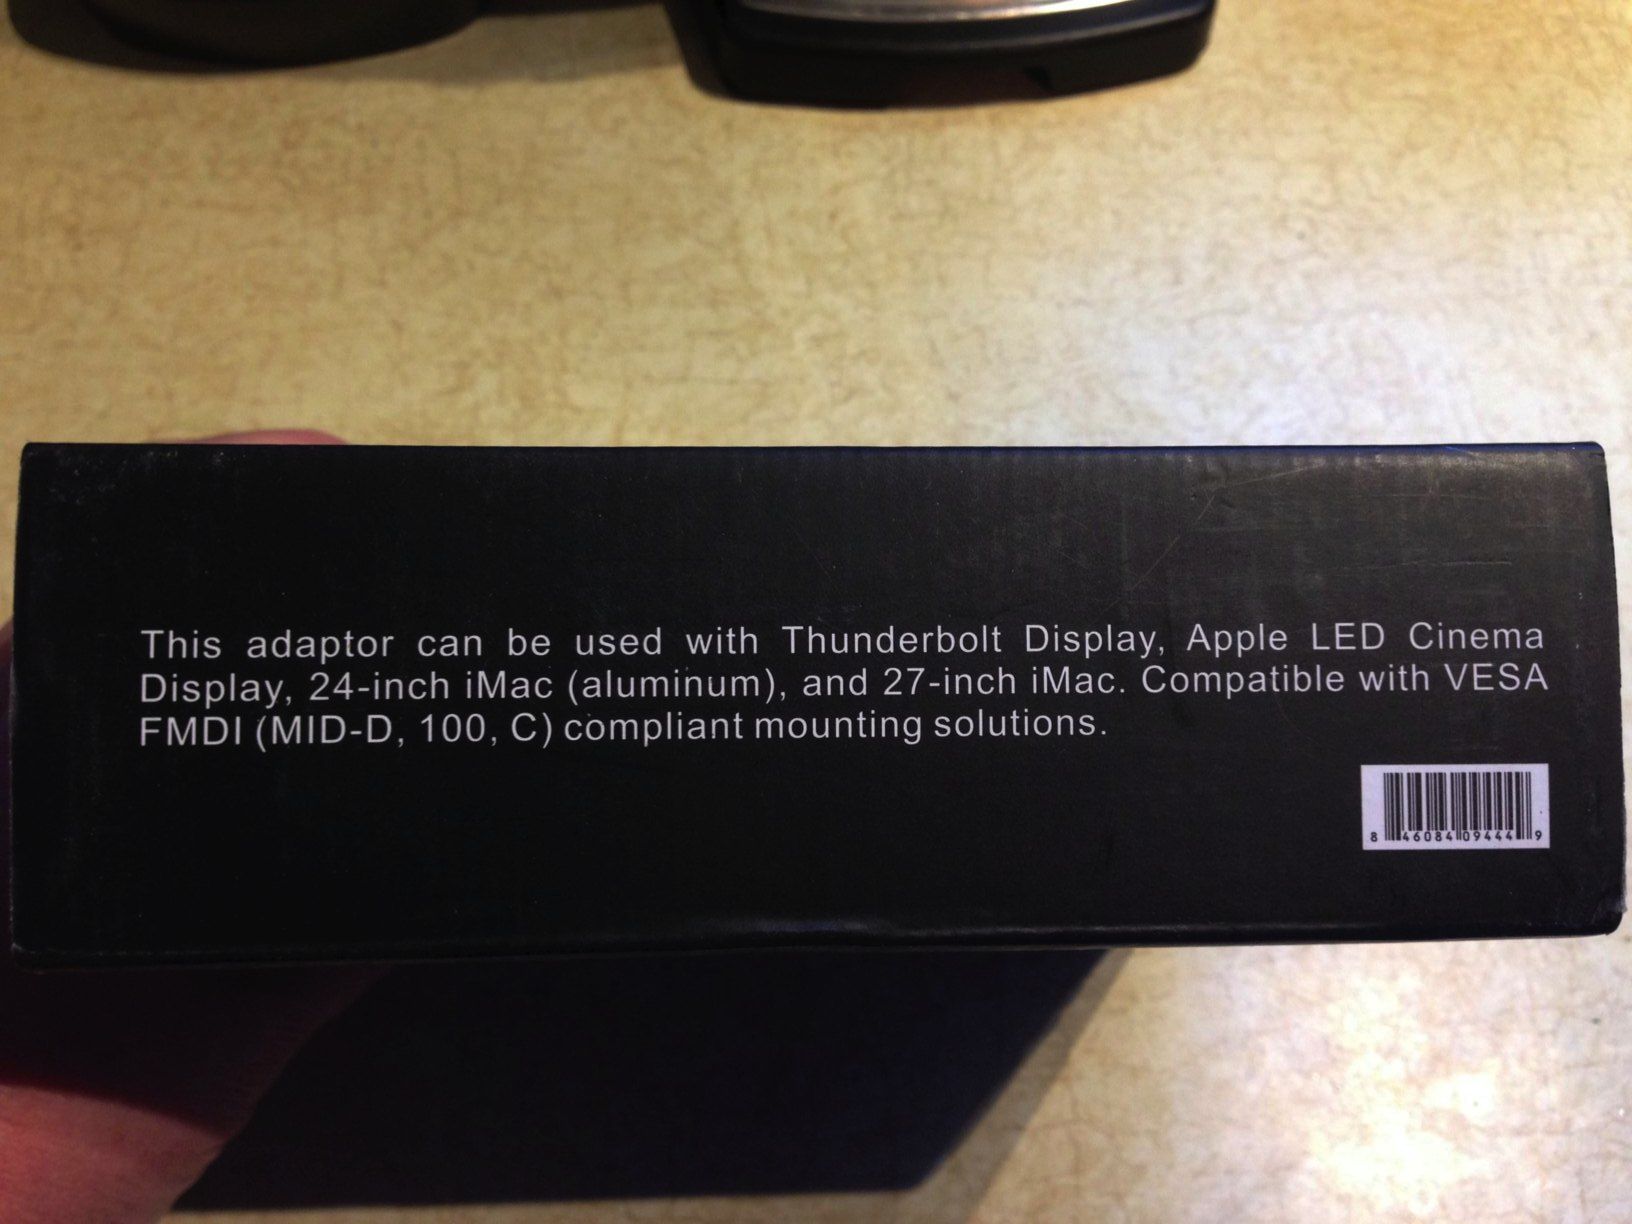 This adaptor can be used with Thunderbolt Display, Apple LED Cinema
Display, 24-inch iMac (aluminum), and 27-inch iMac. Compatible with VESA
FMDI (MID-D, 100, C) compliant mounting solutions.
8 46084 09444 9